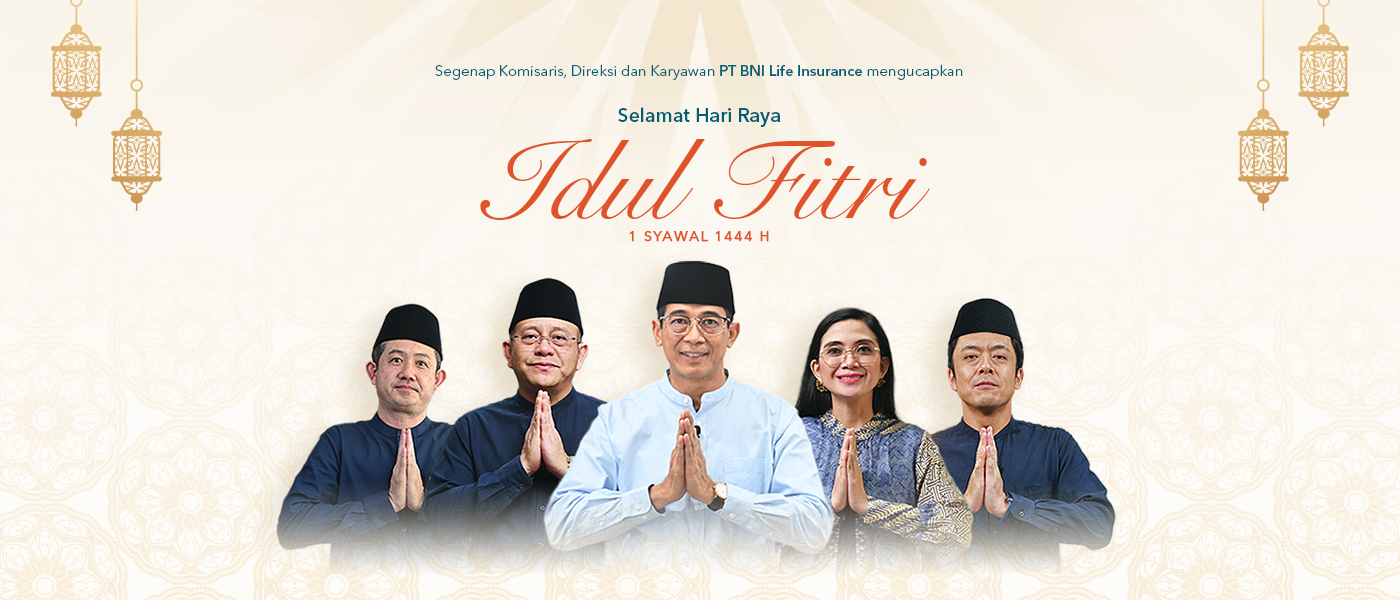 Segenap Komisaris, Direksi dan Karyawan PT BNI Life Insurance mengucapkan
Selamat Hari Raya
Idul Fitri
1 SYAWAL 1444 H